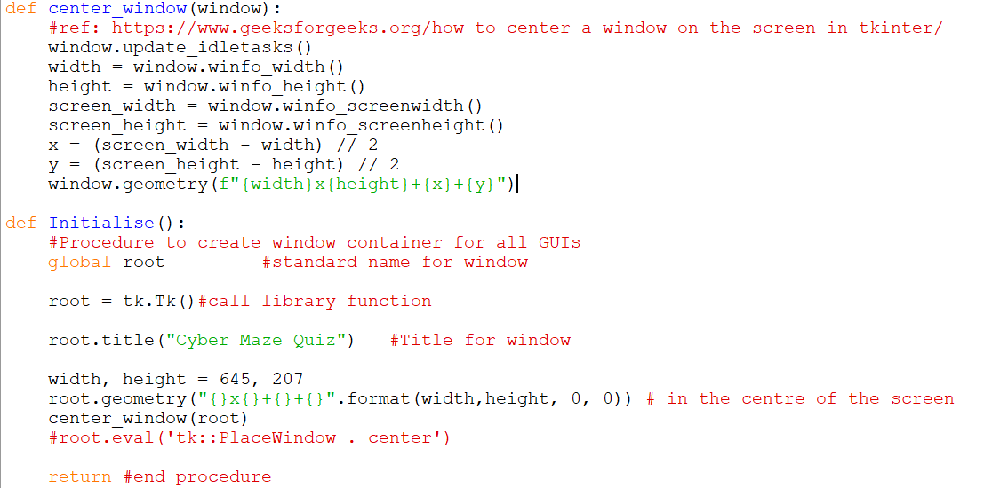 def center_window(window):
    #ref: https://www.geeksforgeeks.org/how-to-center-a-window-on-the-screen-in-tkinter/
    window.update_idletasks()
    width = window.winfo_width()
    height = window.winfo_height()
    screen_width = window.winfo_screenwidth()
    screen_height = window.winfo_screenheight()
    x = (screen_width - width) // 2
    y = (screen_height - height) // 2
    window.geometry(f"{width}x{height}+{x}+{y}")
def Initialise():
    #Procedure to create window container for all GUIs
    global root         #standard name for window
    root = tk.Tk()#call library function
    root.title("Cyber Maze Quiz")   #Title for window
    width, height = 645, 207
    root.geometry("{}x{}+{}+{}".format(width,height, 0, 0)) # in the centre of the screen
    center_window(root)
    #root.eval('tk::PlaceWindow . center')
    return #end procedure